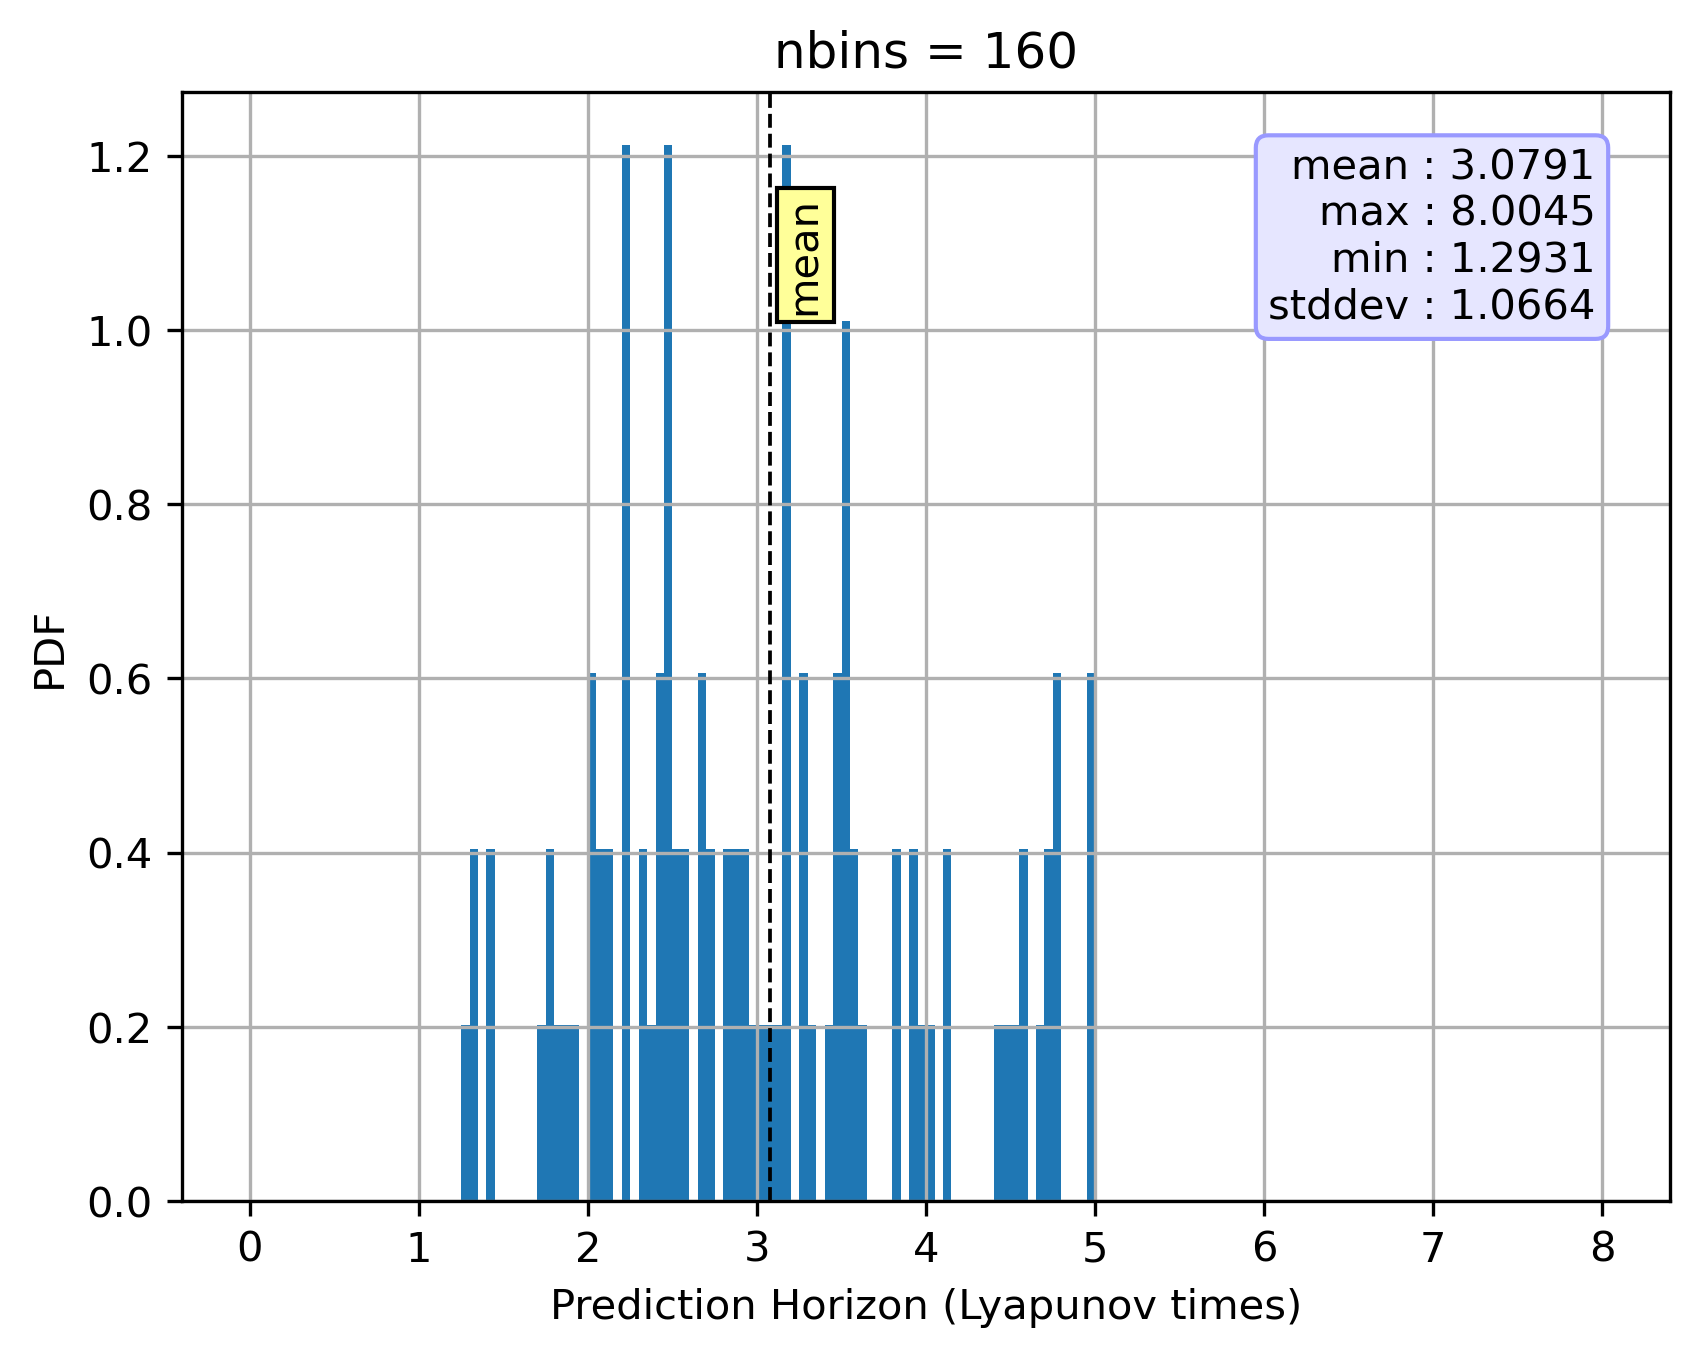 nbins = 160
mean : 3.0791
max : 8.0045
min : 1.2931
stddev : 1.0664
mean
PDF
1.2
1.0
0.8
0.6
0.4
0.2
0.0
0 1 2 3 4 5 6 7 8
Prediction Horizon (Lyapunov times)